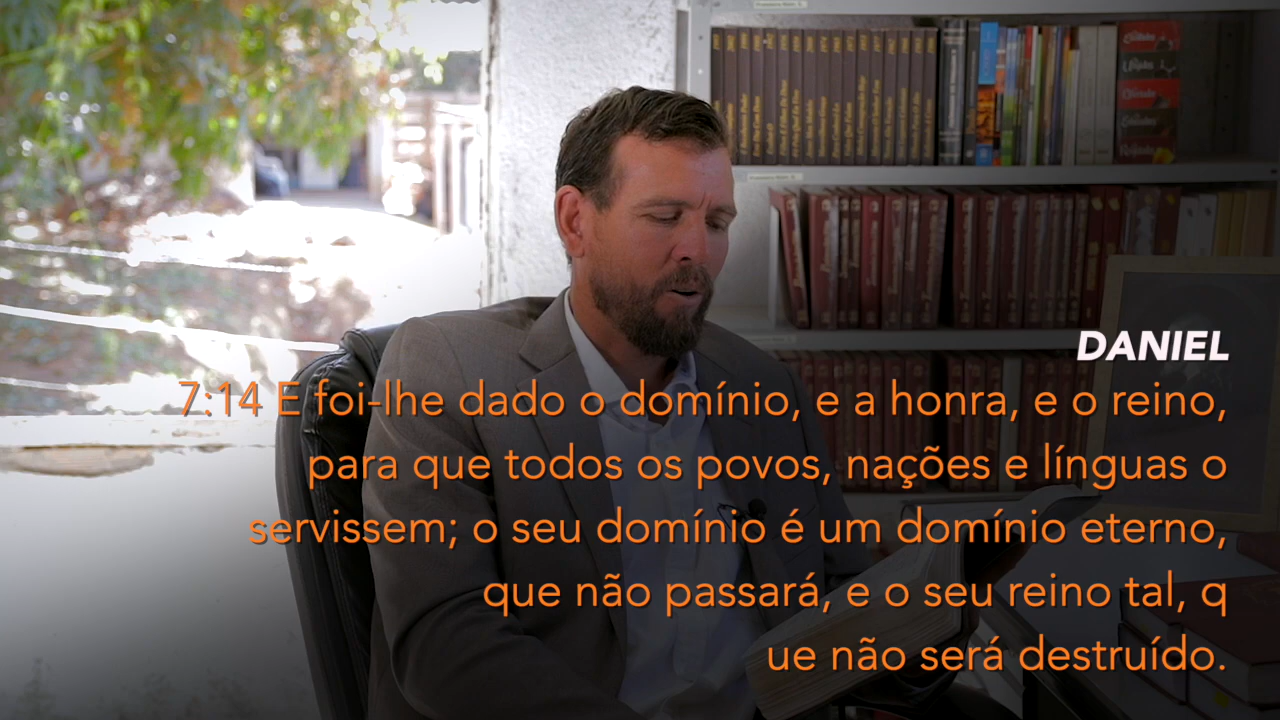 DANIEL
7:14 E foi-lhe dado o domínio, e a honra, e o reino,
para que todos os povos, nações e línguas o
servissem; o seu domínio é um domínio eterno,
que não passará, e o seu reino tal, q
ue não será destruído.